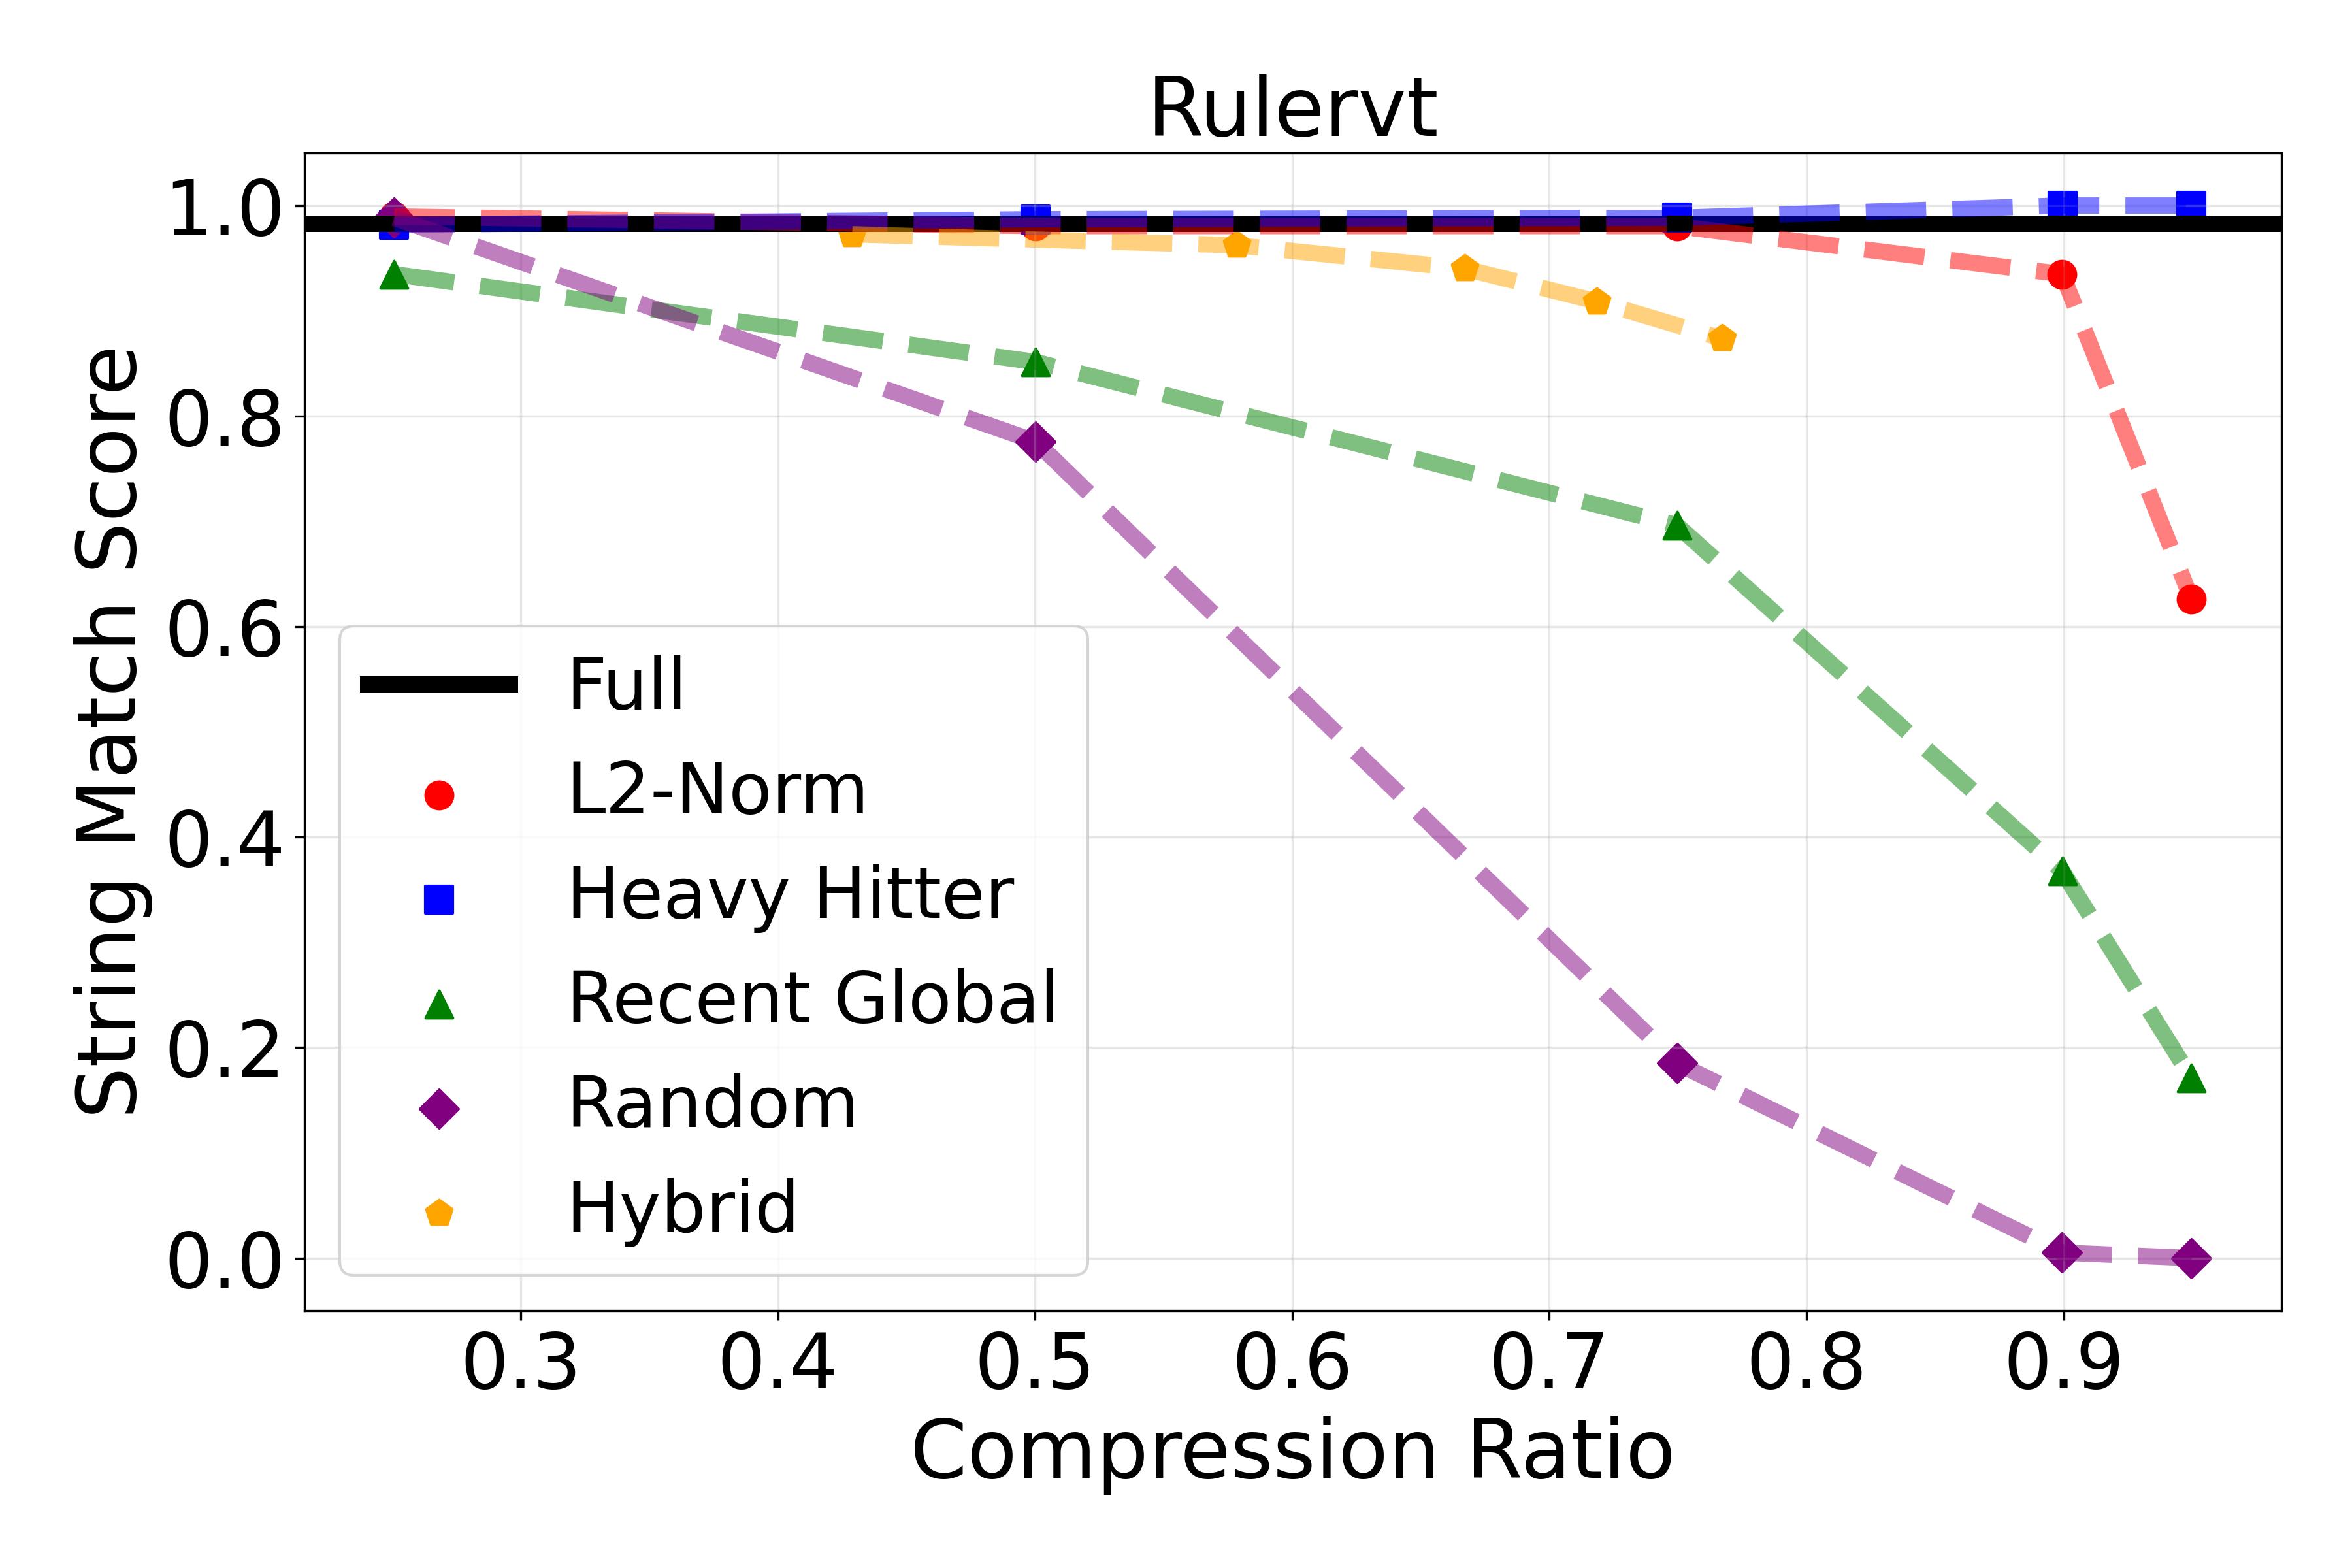 Rulervt
String Match Score
1.0
0.8
0.6
0.4
0.2
0.0
Full
L2-Norm
Heavy Hitter
Recent Global
Random
Hybrid
0.3 0.4 0.5 0.6 0.7 0.8 0.9
Compression Ratio